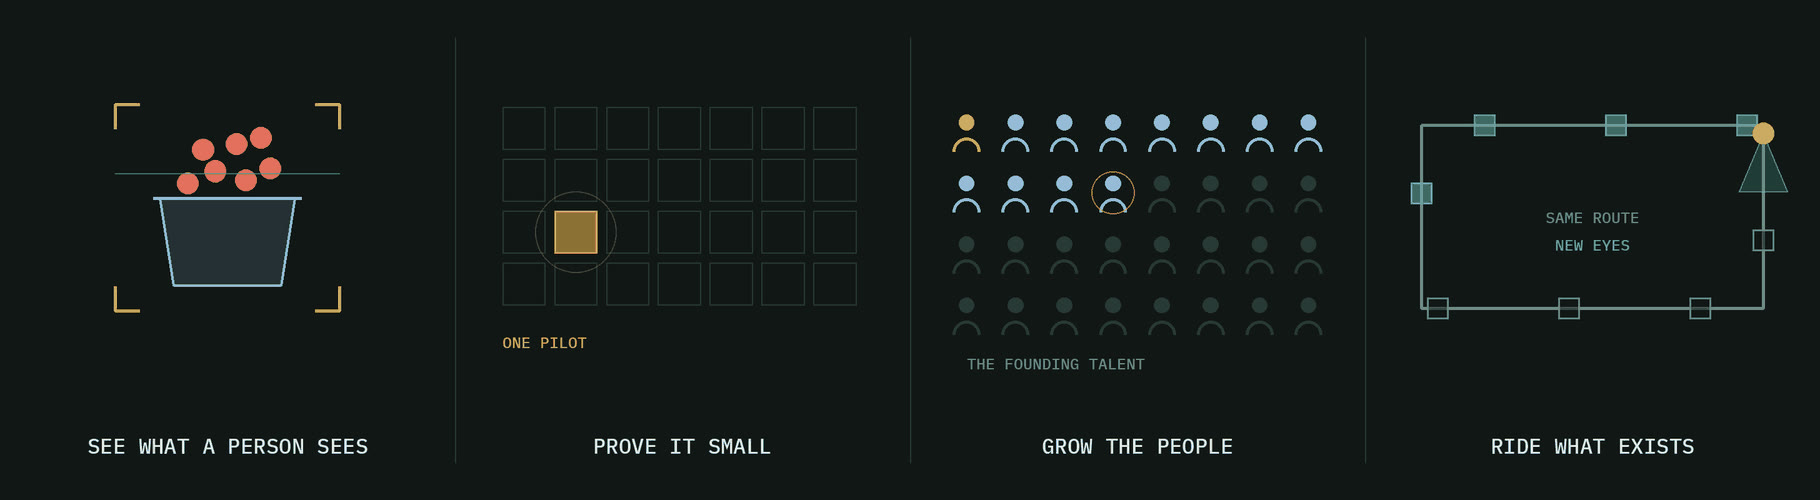 SEE WHAT A PERSON SEES
ONE PILOT
PROVE IT SMALL
THE FOUNDING TALENT
GROW THE PEOPLE
SAME ROUTE
NEW EYES
RIDE WHAT EXISTS